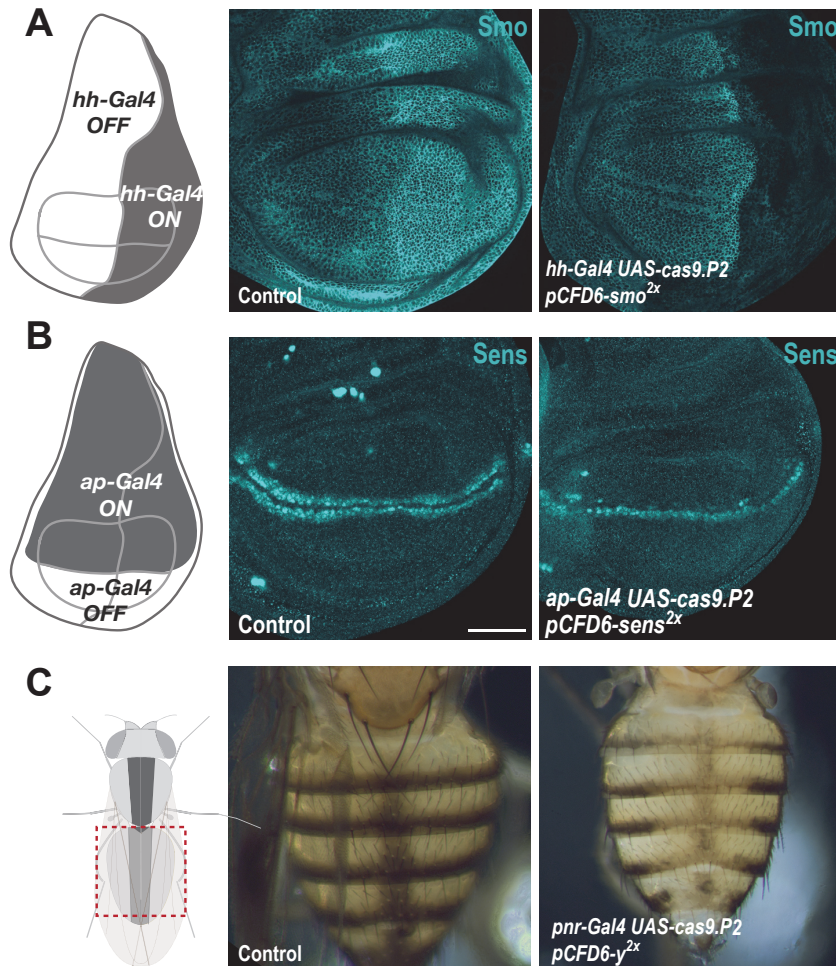 A
hh-Gal4
OFF
hh-Gal4
ON
Smo
Control
Smo
hh-Gal4 UAS-cas9.P2
pCFD6-smo2x
B
ap-Gal4
ON
ap-Gal4
OFF
Sens
Control
Sens
ap-Gal4 UAS-cas9.P2
pCFD6-sens2x
C
Control
pnr-Gal4 UAS-cas9.P2
pCFD6-y2x